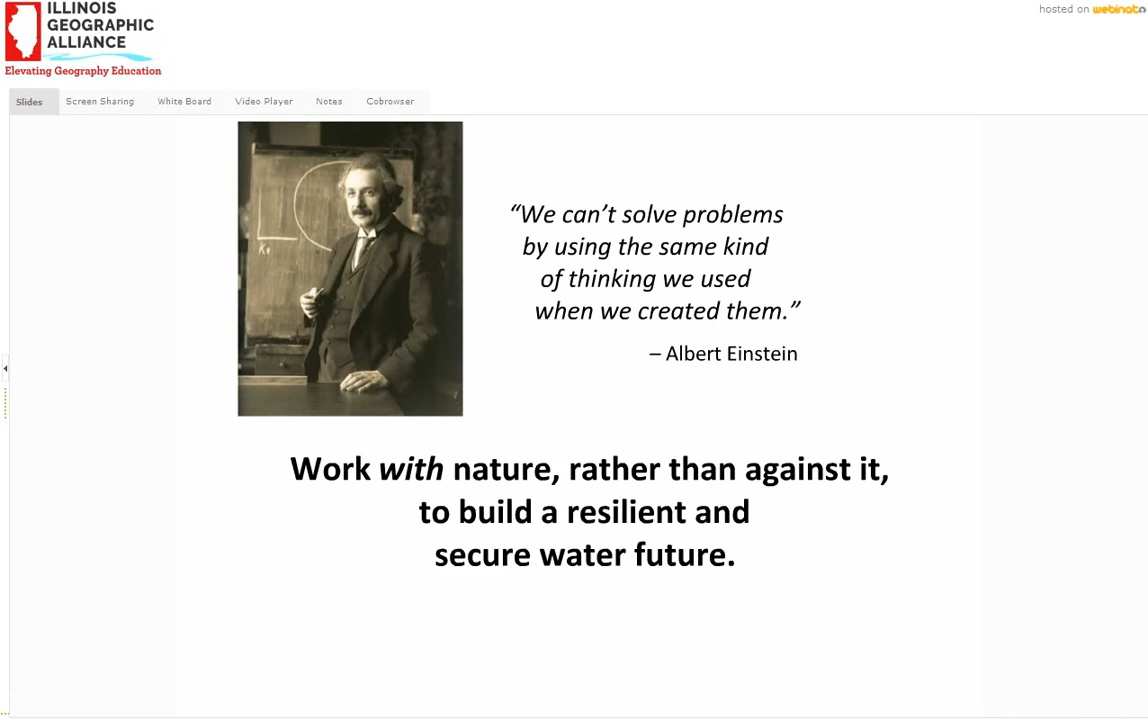 ILLINOIS
GEOGRAPHIC
ALLIANCE
Elevating Geography Education
hosted on webinato
Slides Screen Sharing White Board Video Player Notes Cobrowser
“We can’t solve problems
by using the same kind
of thinking we used
when we created them.”
– Albert Einstein
Work with nature, rather than against it,
to build a resilient and
secure water future.